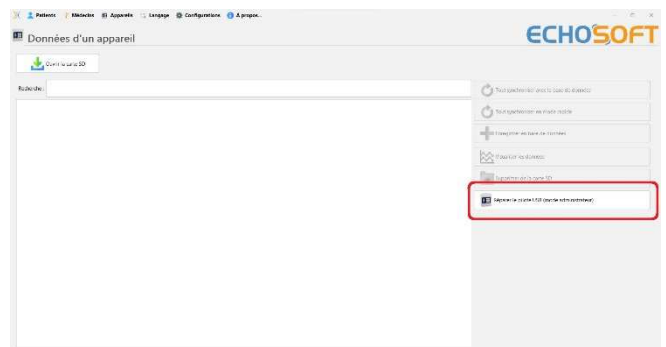 Patients Médecins Appareils Langage Configurations A propos...
Données d'un appareil
ECHOSOFT
Ouvrir la carte SD
Recherche :
Tout synchroniser avec la base de données
Tout synchroniser en mode mobile
Enregistrer en base de données
Visualiser les données
Supprimer de la carte SD
Réparer le pilote USB (mode administrateur)